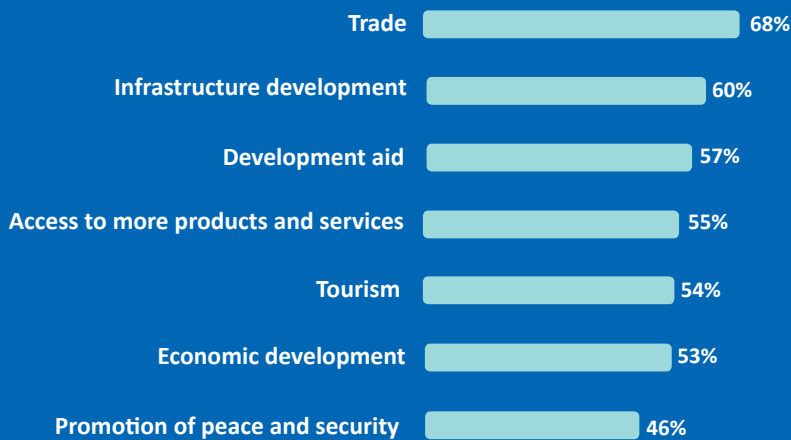 Trade 68%
Infrastructure development 60%
Development aid 57%
Access to more products and services 55%
Tourism 54%
Economic development 53%
Promotion of peace and security 46%